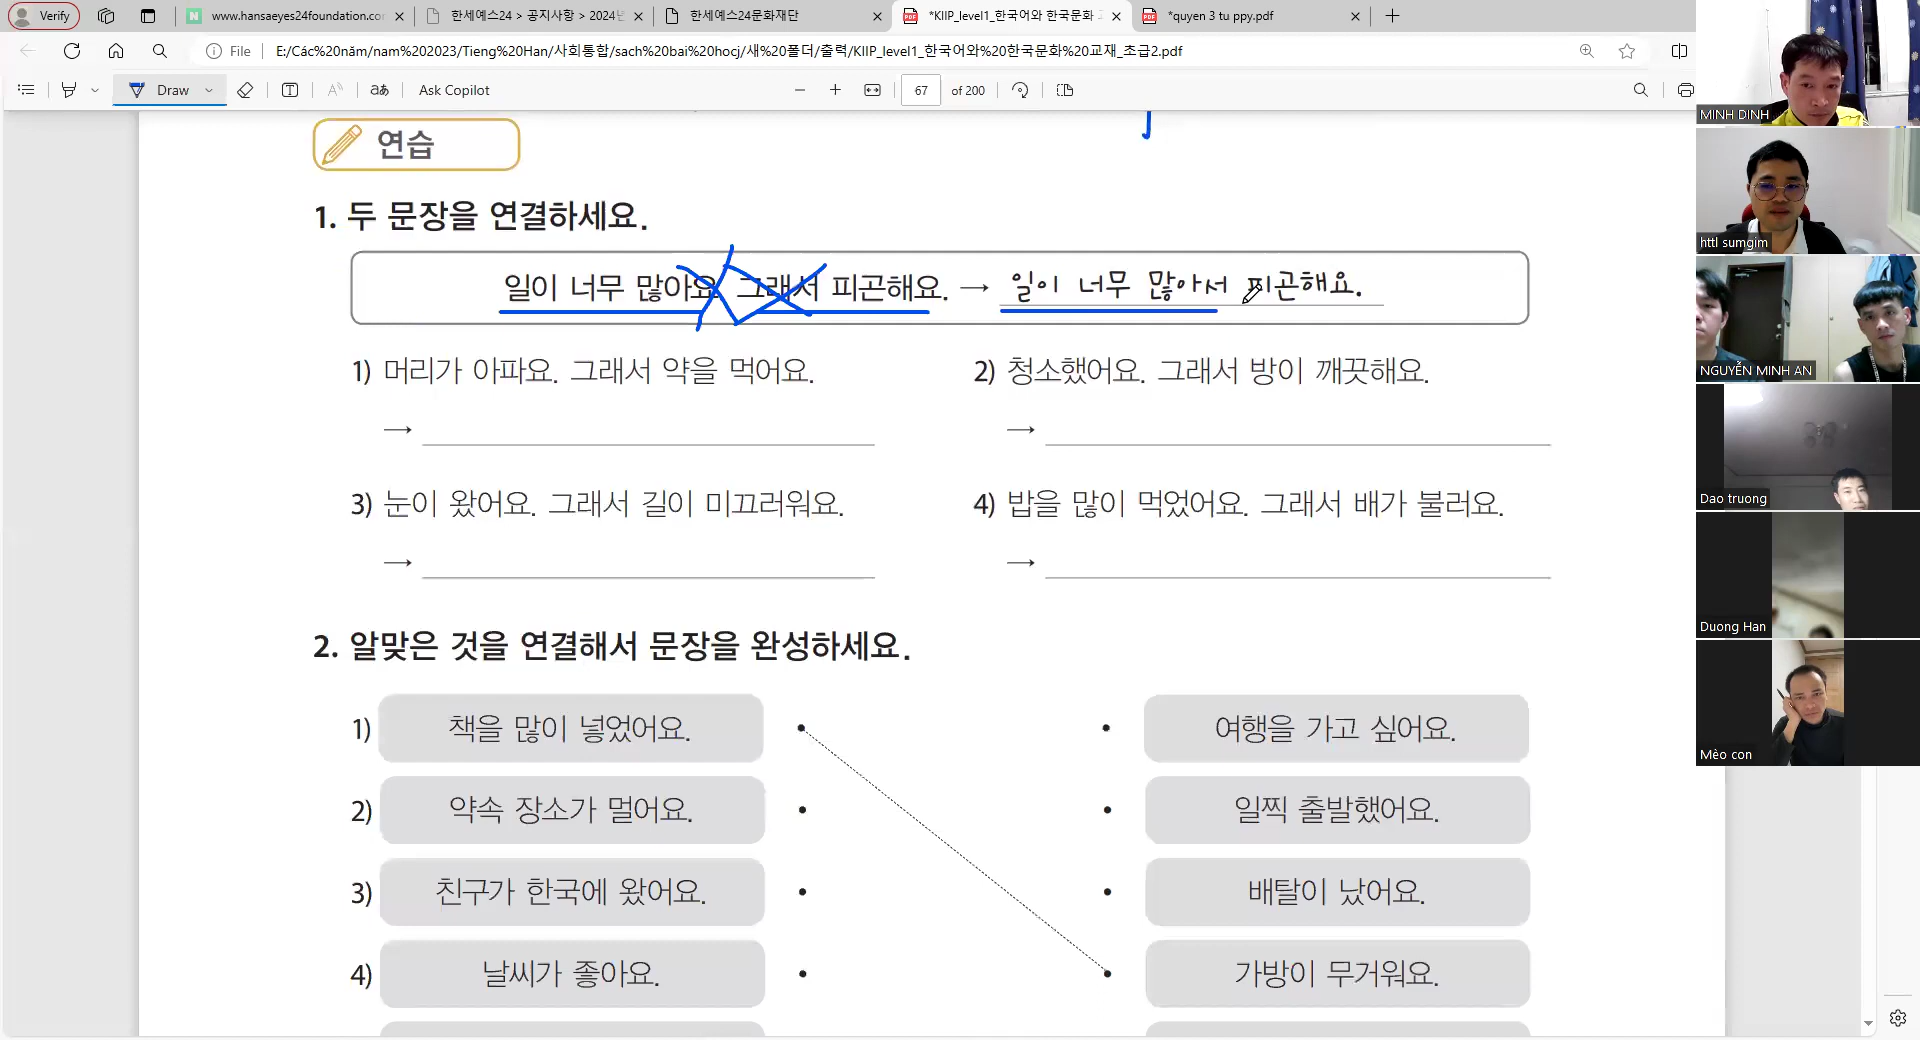 Verify
www.hansaeyes24foundation.co
한세예스24 > 공지사항 > 2024년
한세예스24문화재단
*KIIP_level1_한국어와 한국문화
*quyen 3 tu ppy.pdf
File
E:/Các%20năm/nam%202023/Tieng%20Han/사회통합/sach%20bai%20hocj/새%20폴더/출력/KIIP_level1_한국어와%20한국문화%20교재_초급2.pdf
Draw
aあ
Ask Copilot
67 of 200
연습
1. 두 문장을 연결하세요.
일이 너무 많아요. 그래서 피곤해요. → 일이 너무 많아서 피곤해요.
1) 머리가 아파요. 그래서 약을 먹어요.
→
2) 청소했어요. 그래서 방이 깨끗해요.
→
3) 눈이 왔어요. 그래서 길이 미끄러워요.
→
4) 밥을 많이 먹었어요. 그래서 배가 불러요.
→
2. 알맞은 것을 연결해서 문장을 완성하세요.
1) 책을 많이 넣었어요. • • 여행을 가고 싶어요.
2) 약속 장소가 멀어요. • • 일찍 출발했어요.
3) 친구가 한국에 왔어요. • • 배탈이 났어요.
4) 날씨가 좋아요. • • 가방이 무거워요.
MINH DINH
httl sumgim
NGUYỄN MINH AN
Dao truong
Duong Han
Mèo con